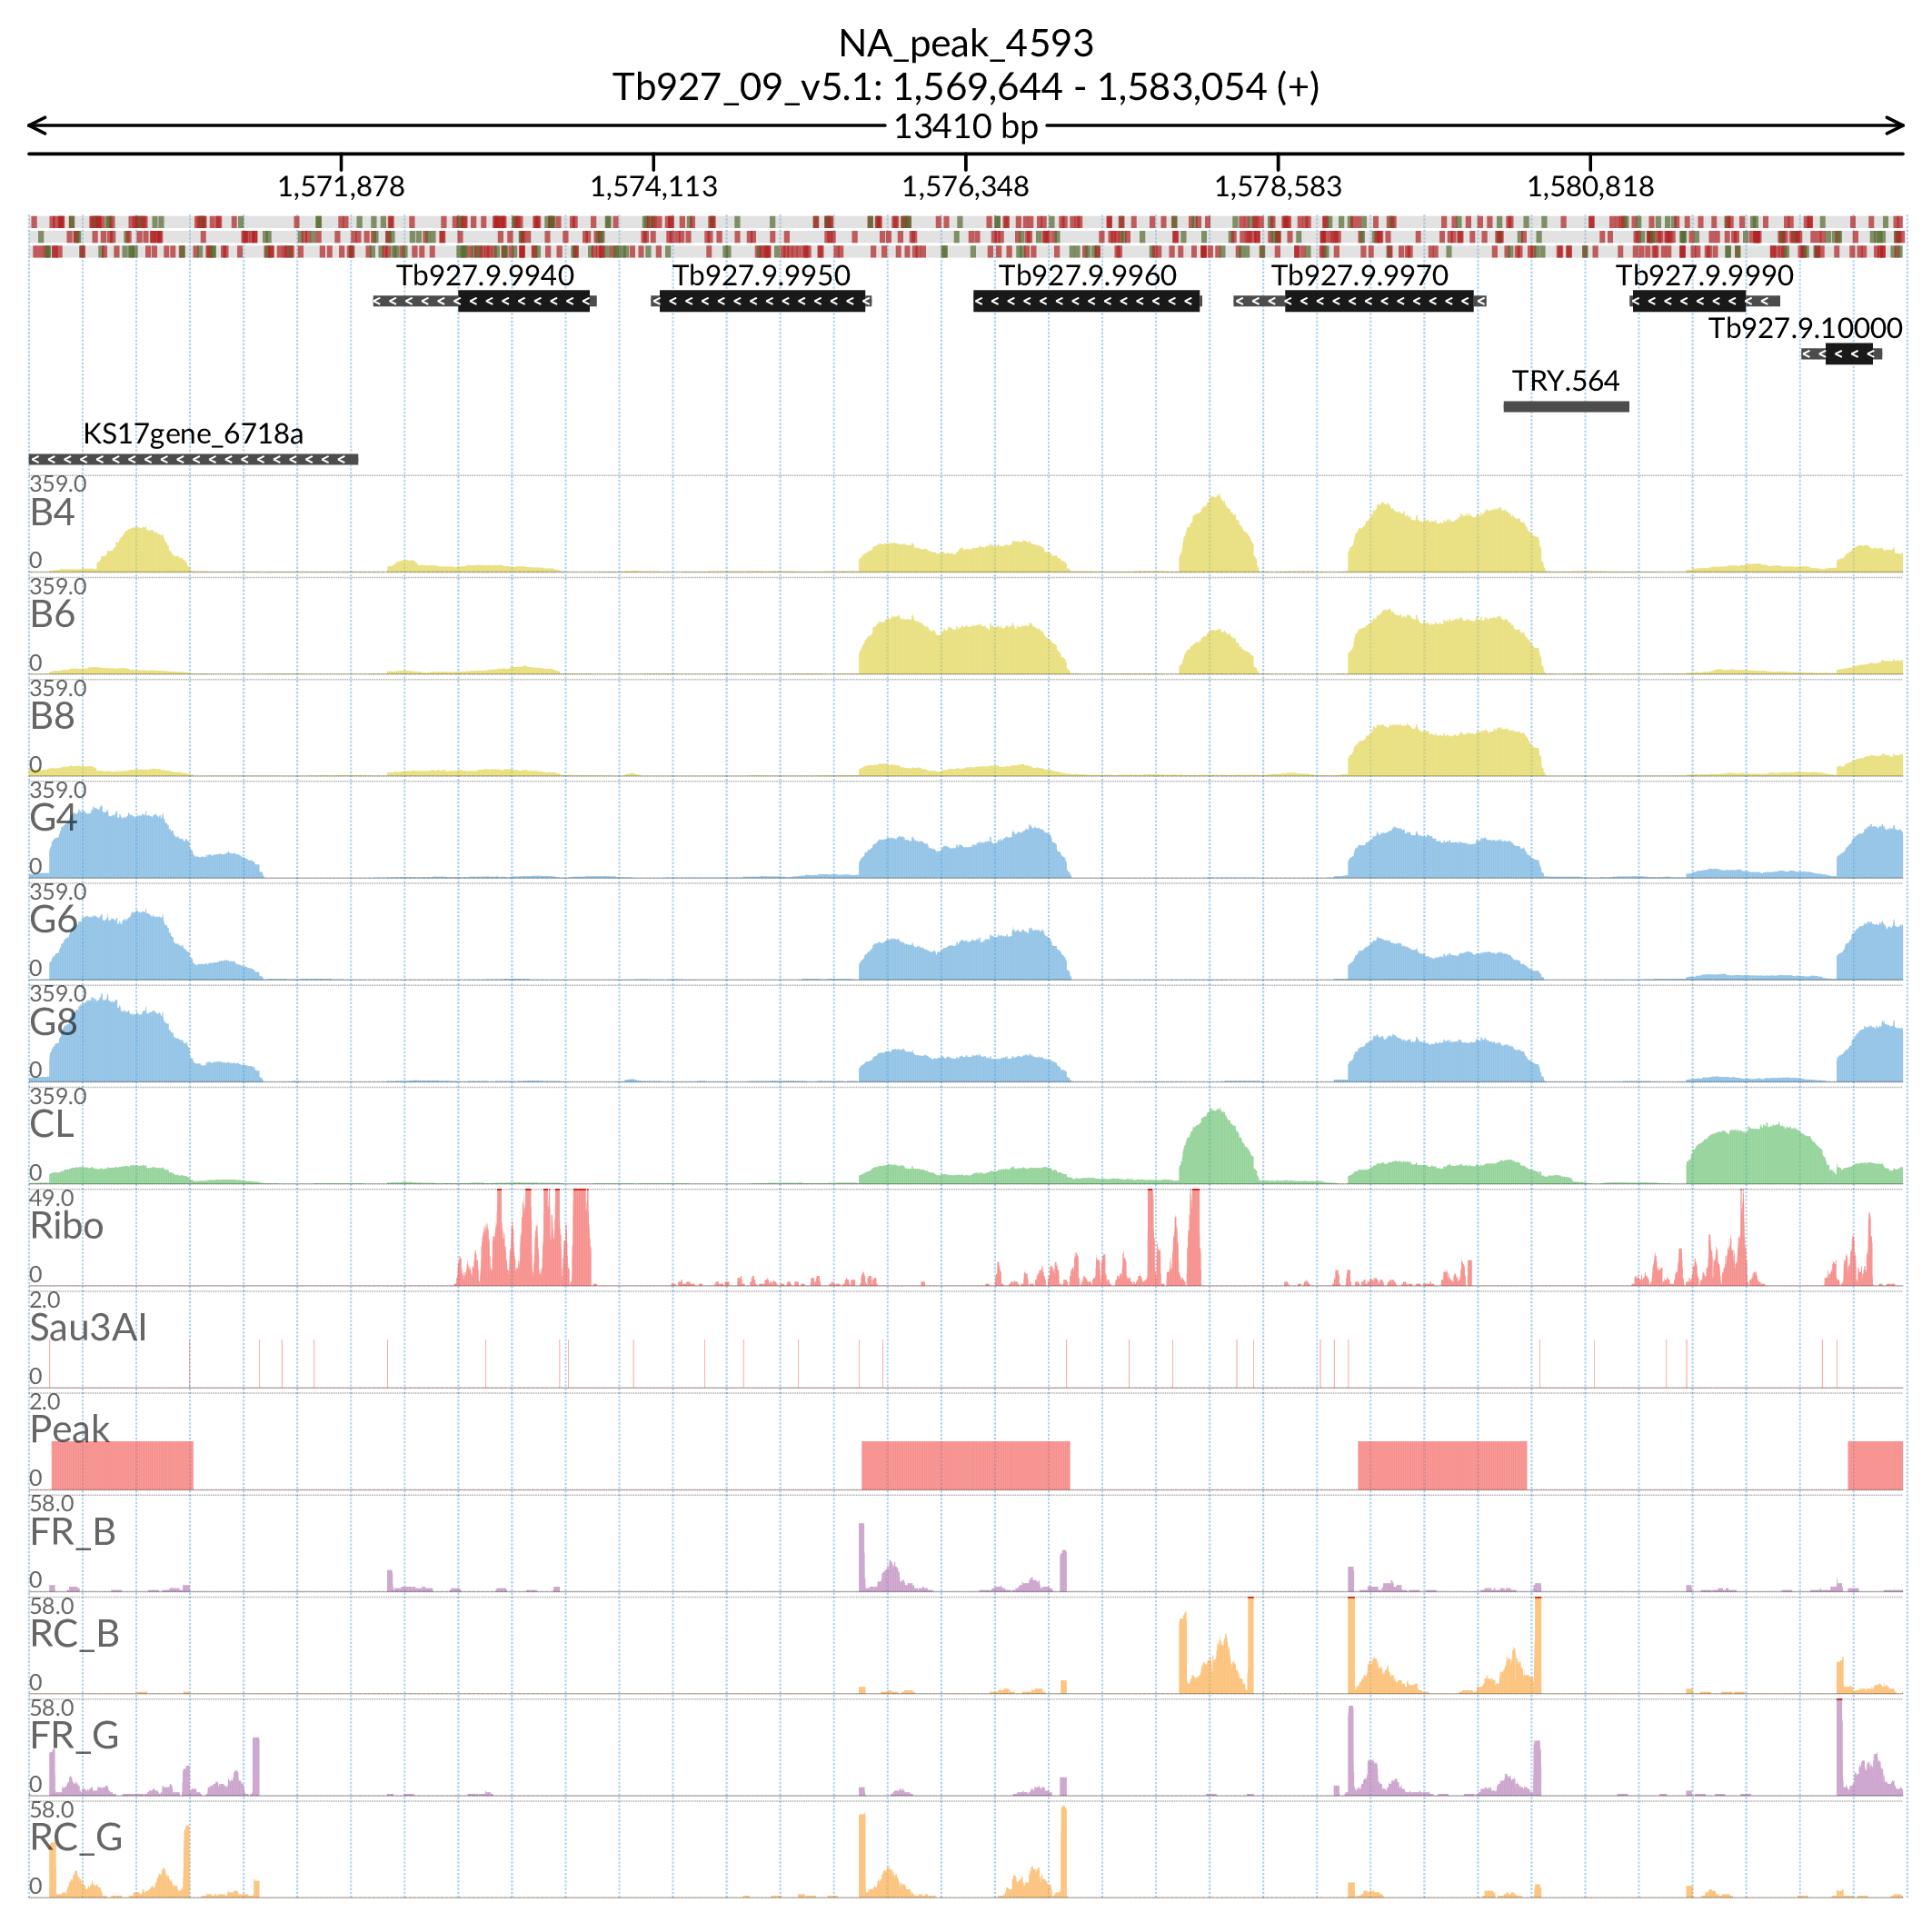 NA_peak_4593
Tb927_09_v5.1: 1,569,644 - 1,583,054 (+)
13410 bp
1,571,878 1,574,113 1,576,348 1,578,583 1,580,818
Tb927.9.9940 Tb927.9.9950 Tb927.9.9960 Tb927.9.9970 Tb927.9.9990
Tb927.9.10000
TRY.564
KS17gene_6718a
359.0
B4
0
359.0
B6
0
359.0
B8
0
359.0
G4
0
359.0
G6
0
359.0
G8
0
359.0
CL
0
49.0
Ribo
0
2.0
Sau3AI
0
2.0
Peak
0
58.0
FR_B
0
58.0
RC_B
0
58.0
FR_G
0
58.0
RC_G
0